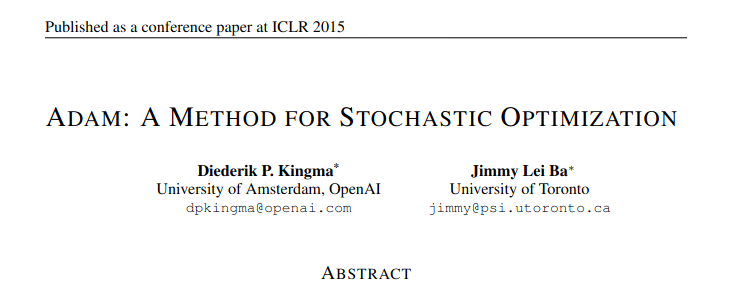 Published as a conference paper at ICLR 2015
ADAM: A METHOD FOR STOCHASTIC OPTIMIZATION
Diederik P. Kingma* Jimmy Lei Ba∗
University of Amsterdam, OpenAI University of Toronto
dpkingma@openai.com jimmy@psi.utoronto.ca
ABSTRACT